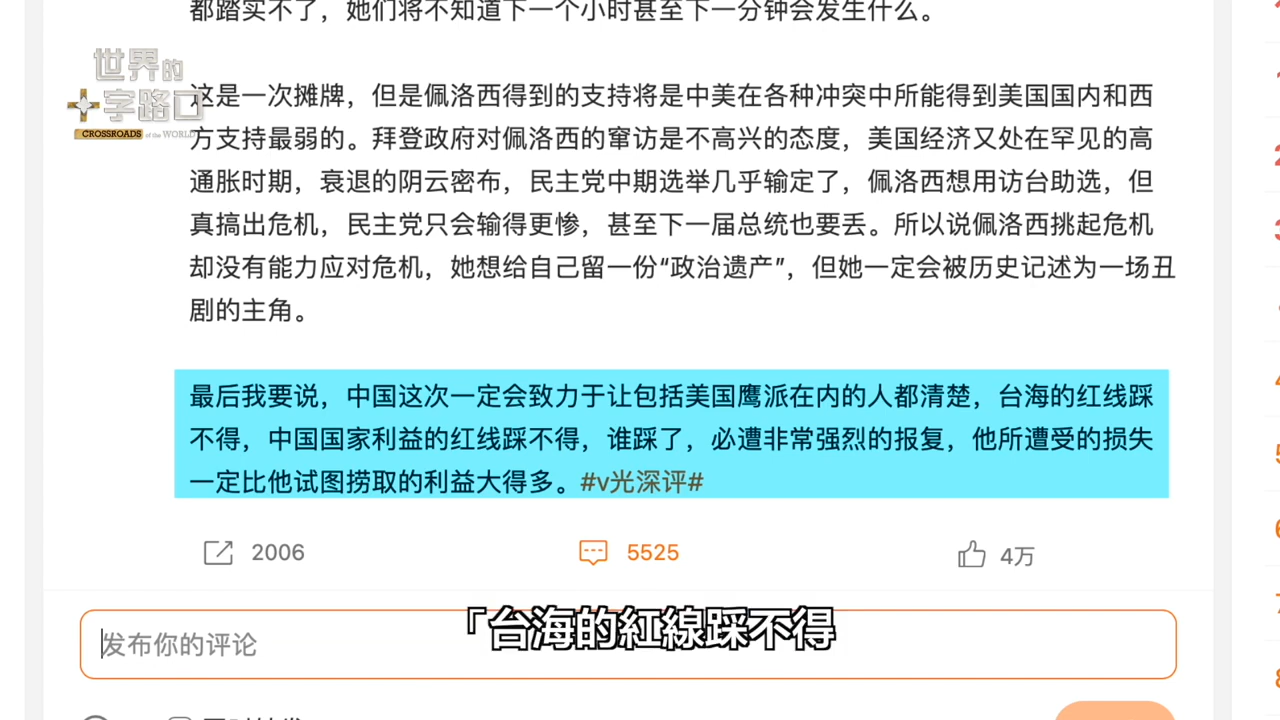 都踏实不了，她们将不知道下一个小时甚至下一分钟会发生什么。
世界的
十字路口
CROSSROADS of the WORLD
这是一次摊牌，但是佩洛西得到的支持将是中美在各种冲突中所能得到美国国内和西
方支持最弱的。拜登政府对佩洛西的窜访是不高兴的态度，美国经济又处在罕见的高
通胀时期，衰退的阴云密布，民主党中期选举几乎输定了，佩洛西想用访台助选，但
真搞出危机，民主党只会输得更惨，甚至下一届总统也要丢。所以说佩洛西挑起危机
却没有能力应对危机，她想给自己留一份“政治遗产”，但她一定会被历史记述为一场丑
剧的主角。
最后我要说，中国这次一定会致力于让包括美国鹰派在内的人都清楚，台海的红线踩
不得，中国国家利益的红线踩不得，谁踩了，必遭非常强烈的报复，他所遭受的损失
一定比他试图捞取的利益大得多。#v光深评#
2006 5525 4万
发布你的评论
「台海的紅線踩不得